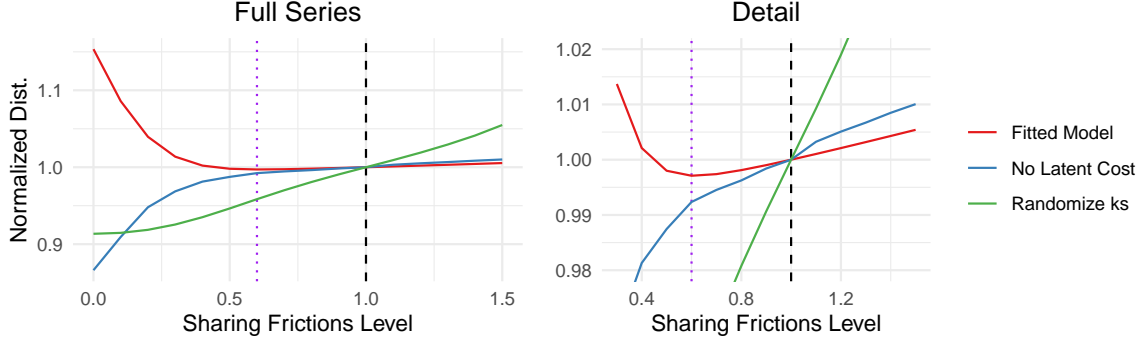 Full Series
Detail
Normalized Dist.
1.1
1.0
0.9
0.0
0.5
1.0
1.5
Sharing Frictions Level
1.02
1.01
1.00
0.99
0.98
0.4
0.8
1.2
Sharing Frictions Level
Fitted Model
No Latent Cost
Randomize ks